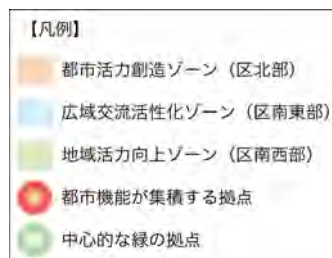 【凡例】
都市活力創造ゾーン（区北部）
広域交流活性化ゾーン（区南東部）
地域活力向上ゾーン（区南西部）
都市機能が集積する拠点
中心的な緑の拠点